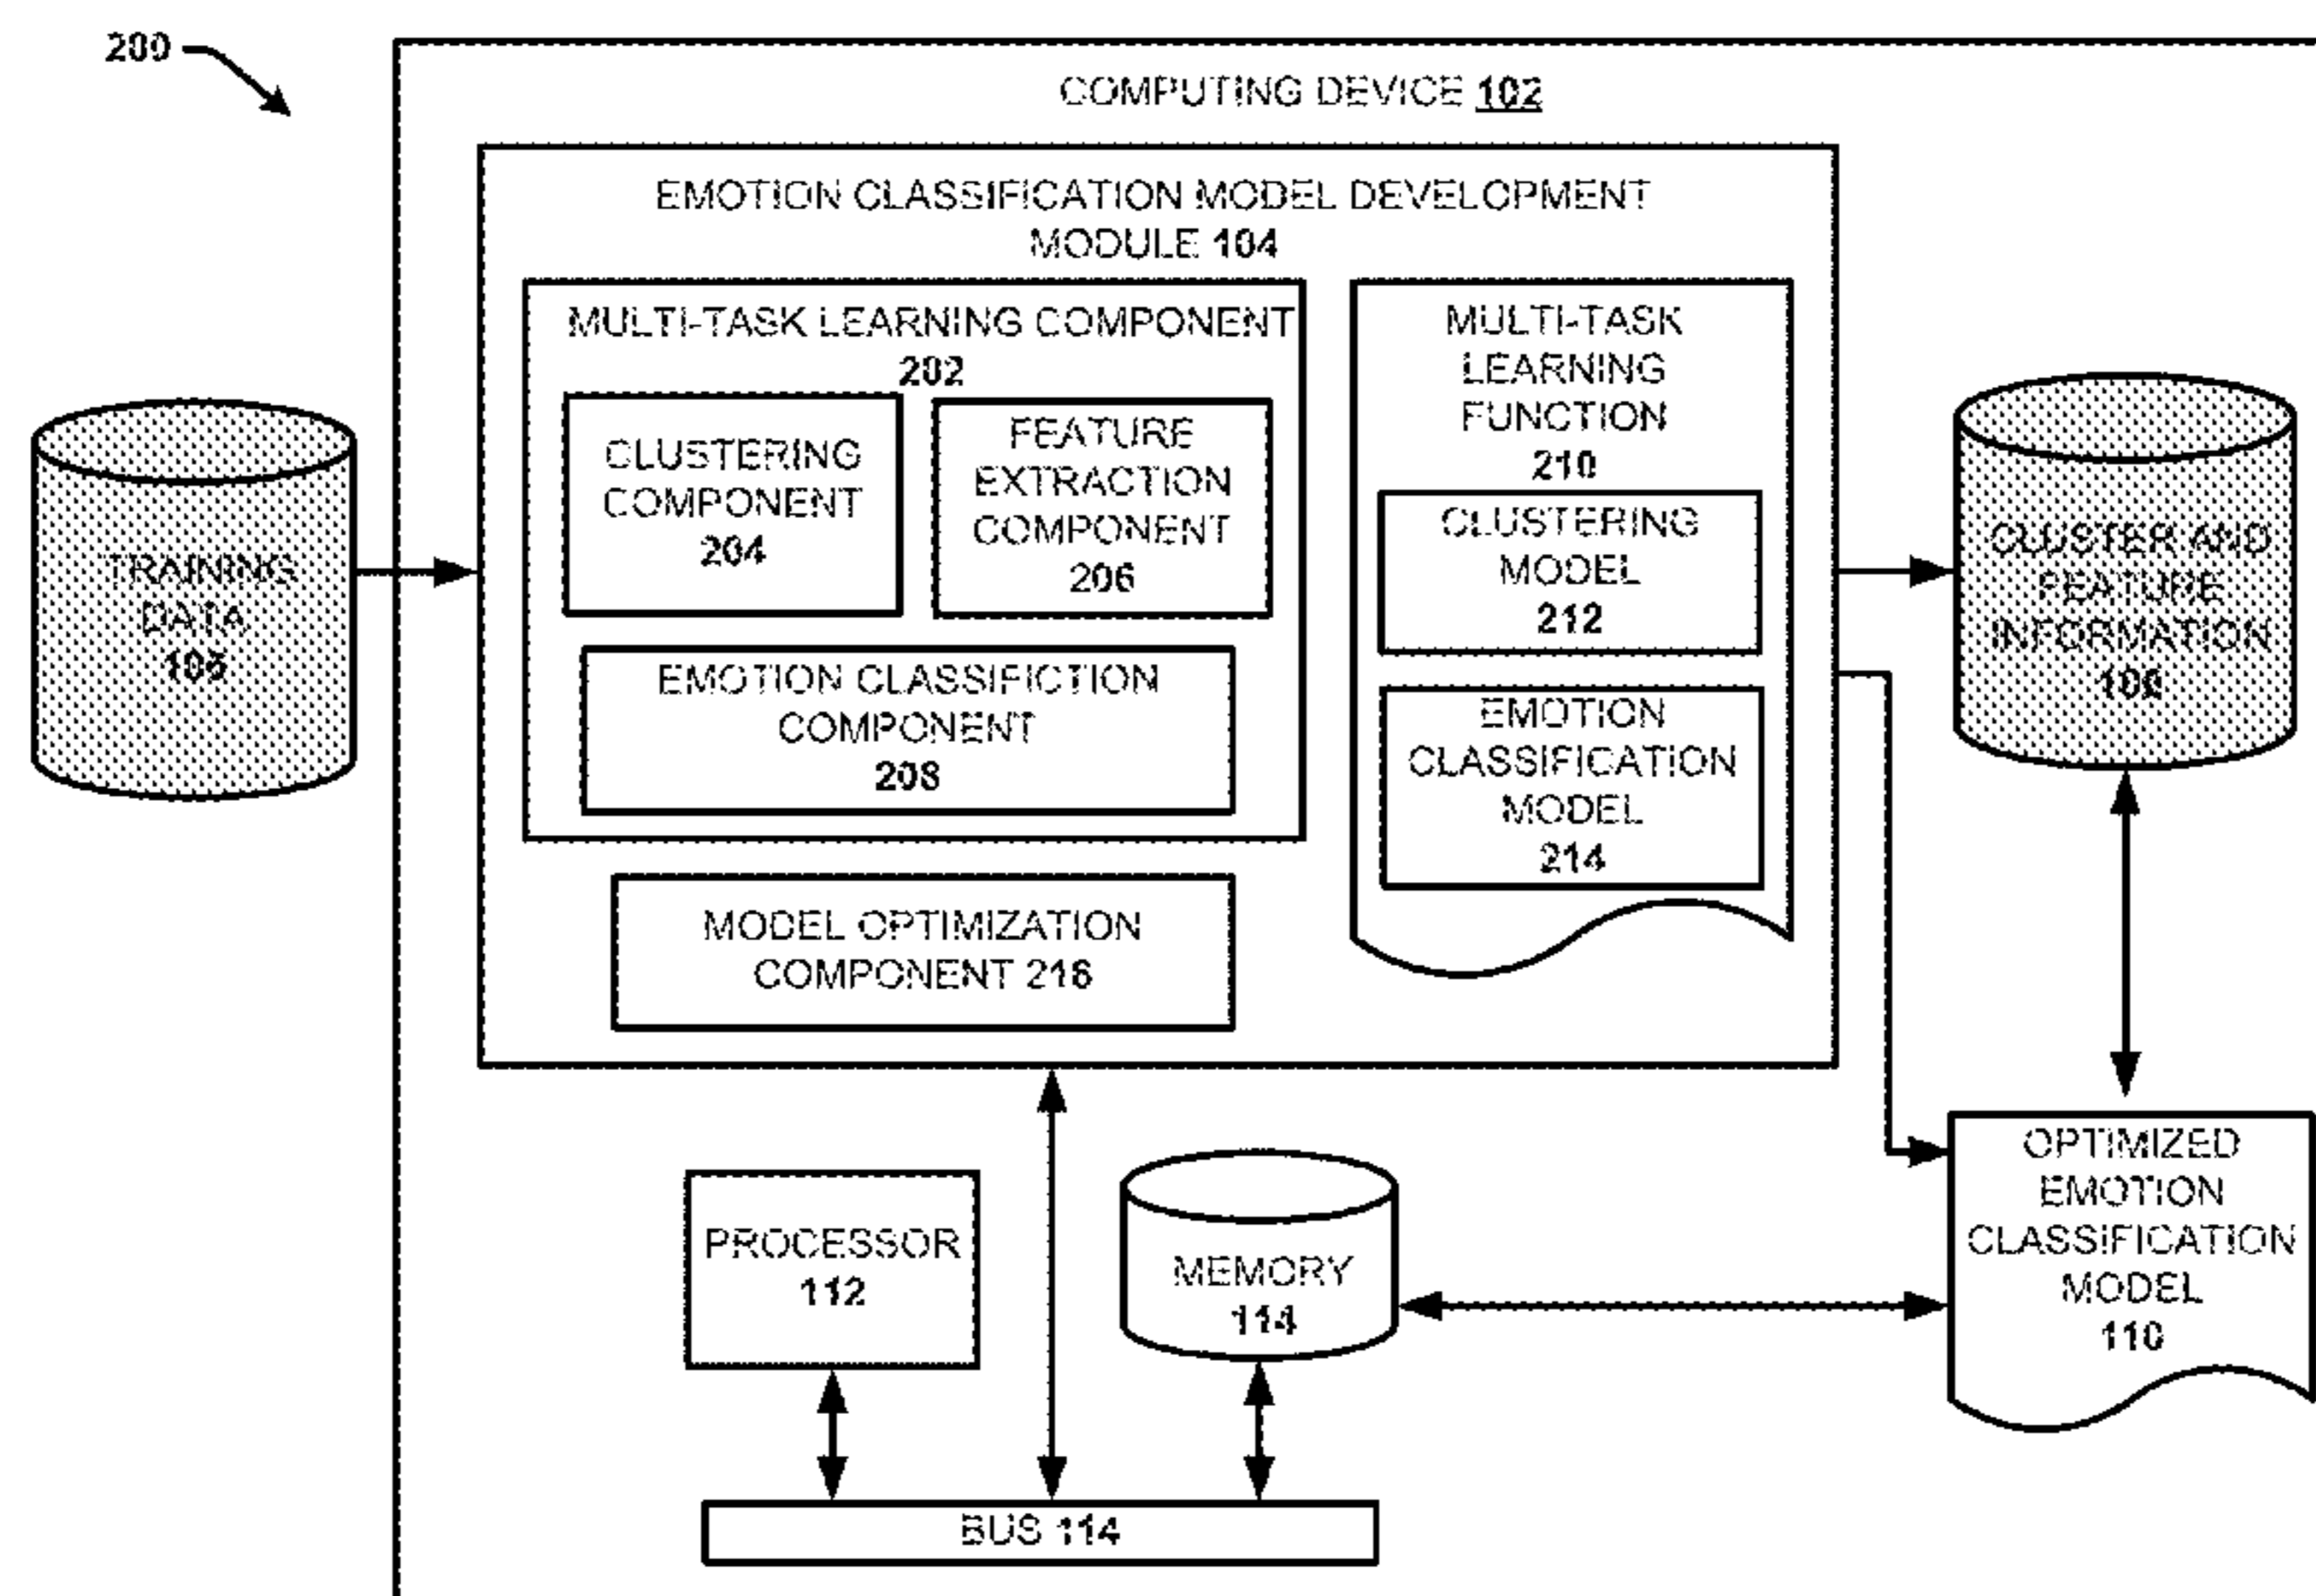 200
COMPUTING DEVICE 102
EMOTION CLASSIFICATION MODEL DEVELOPMENT
MODULE 104
MULTI-TASK LEARNING COMPONENT
202
CLUSTERING
COMPONENT
204
FEATURE
EXTRACTION
COMPONENT
206
EMOTION CLASSIFICTION
COMPONENT
208
MODEL OPTIMIZATION
COMPONENT 216
MULTI-TASK
LEARNING
FUNCTION
210
CLUSTERING
MODEL
212
EMOTION
CLASSIFICATION
MODEL
214
TRAINING
DATA
CLUSTER AND
FEATURE
INFORMATION
OPTIMIZED
EMOTION
CLASSIFICATION
MODEL
110
PROCESSOR
112
MEMORY
114
BUS 114